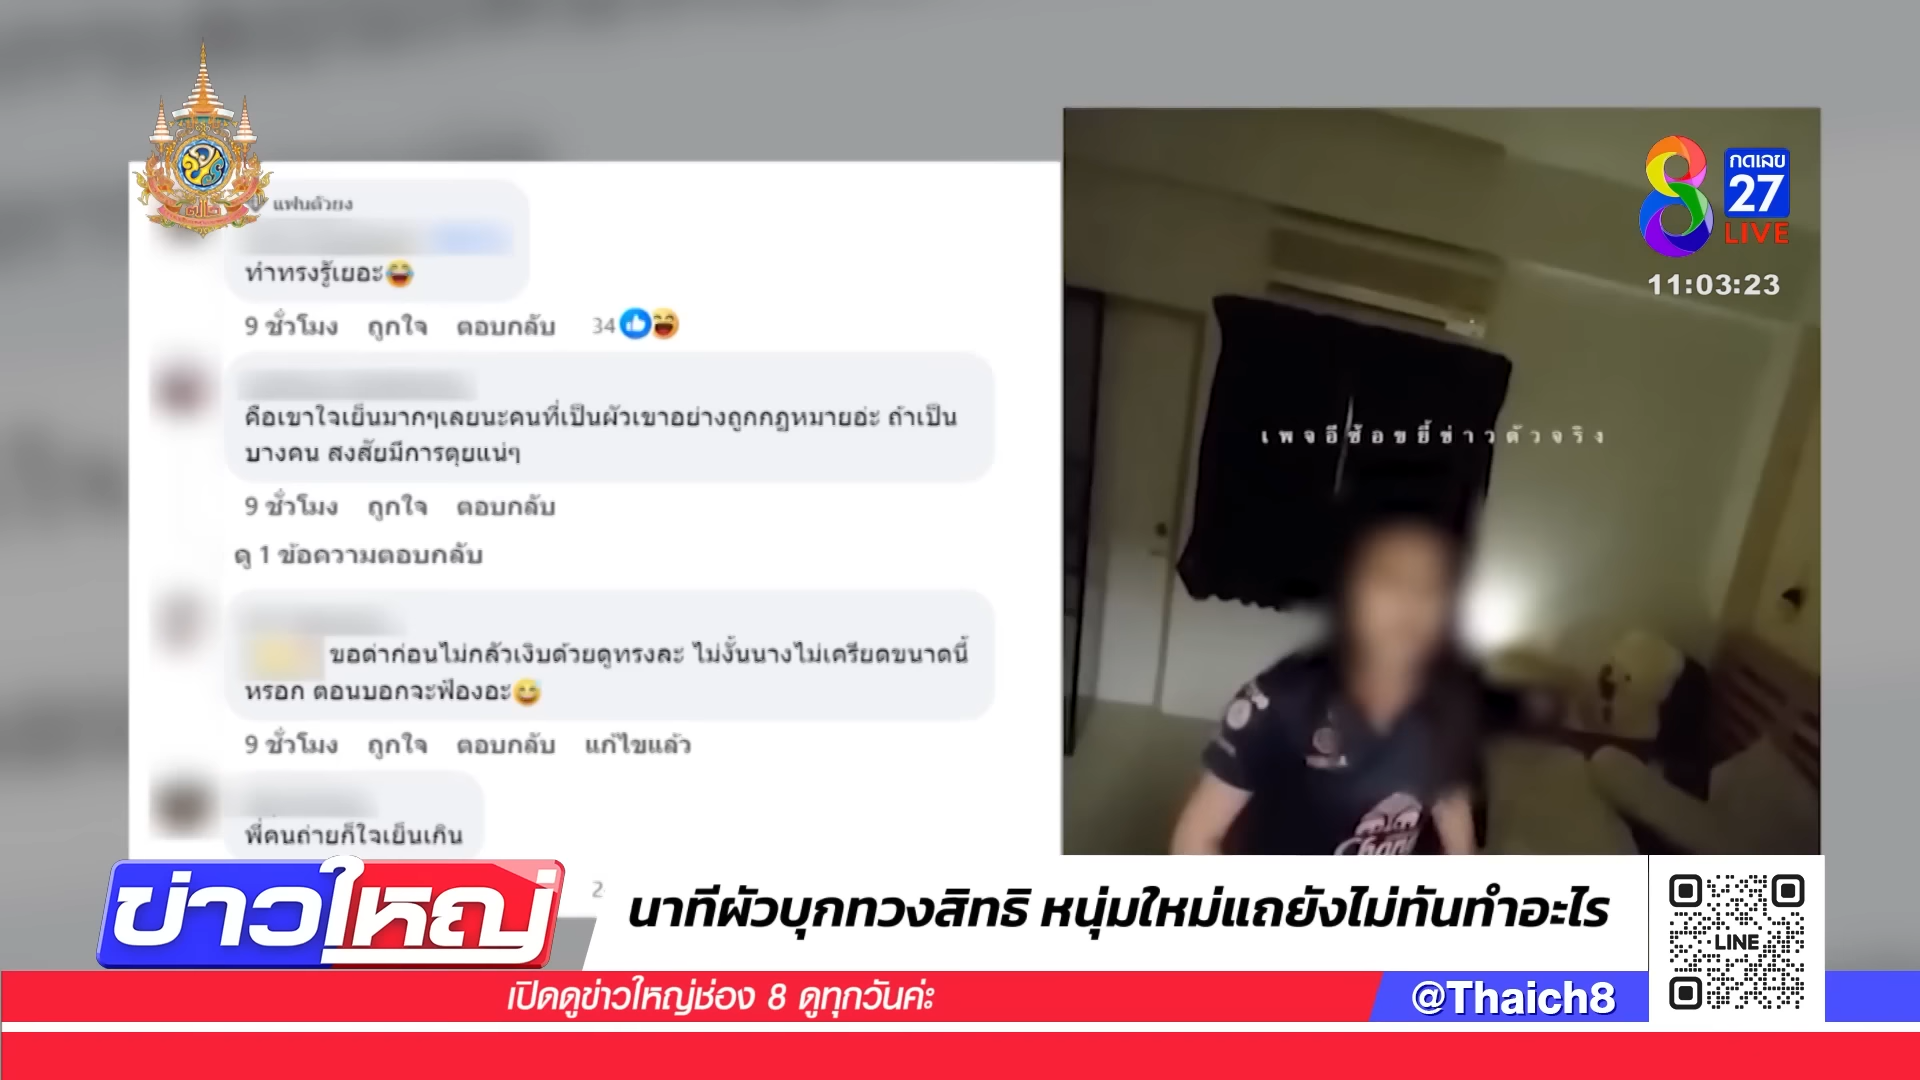 แฟนตัวยง
ทำทรงรู้เยอะ😂
9 ชั่วโมง ถูกใจ ตอบกลับ 34
คือเขาใจเย็นมากๆเลยนะคนที่เป็นผัวเขาอย่างถูกกฎหมายอ่ะ ถ้าเป็น
บางคน สงสัยมีการตุยแน่ๆ
9 ชั่วโมง ถูกใจ ตอบกลับ
ดู 1 ข้อความตอบกลับ
ขอด่าก่อนไม่กลัวเงิบด้วยดูทรงละ ไม่งั้นนางไม่เครียดขนาดนี้
หรอก ตอนบอกจะฟ้องอะ😅
9 ชั่วโมง ถูกใจ ตอบกลับ แก้ไขแล้ว
พี่คนถ่ายก็ใจเย็นเกิน
2
๗๒
กดเลข
8 27
LIVE
11:03:23
เพจอีซ้อขยี้ข่าวตัวจริง
Chang
ข่าวใหญ่
นาทีผัวบุกทวงสิทธิ หนุ่มใหม่แถยังไม่ทันทำอะไร
LINE
เปิดดูข่าวใหญ่ช่อง 8 ดูทุกวันค่ะ
@Thaich8